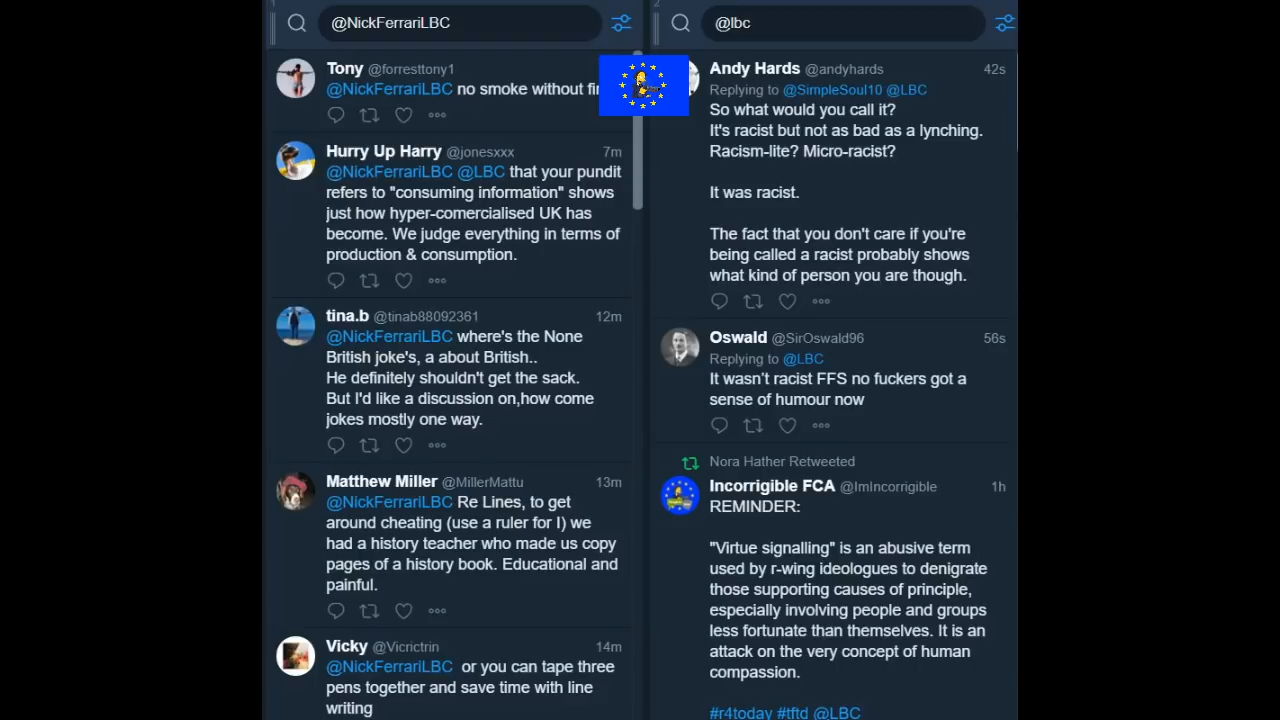 1
@NickFerrariLBC
Tony @forresttony1
@NickFerrariLBC no smoke without
Hurry Up Harry @jonesxxx 7m
@NickFerrariLBC @LBC that your pundit
refers to "consuming information" shows
just how hyper-comercialised UK has
become. We judge everything in terms of
production & consumption.
tina.b @tinab88092361 12m
@NickFerrariLBC where's the None
British joke's, a about British..
He definitely shouldn't get the sack.
But I'd like a discussion on,how come
jokes mostly one way.
Matthew Miller @MillerMattu 13m
@NickFerrariLBC Re Lines, to get
around cheating (use a ruler for I) we
had a history teacher who made us copy
pages of a history book. Educational and
painful.
Vicky @Vicrictrin 14m
@NickFerrariLBC or you can tape three
pens together and save time with line
writing
2
@lbc
Andy Hards @andyhards 42s
Replying to @SimpleSoul10 @LBC
So what would you call it?
It's racist but not as bad as a lynching.
Racism-lite? Micro-racist?
It was racist.
The fact that you don't care if you're
being called a racist probably shows
what kind of person you are though.
Oswald @SirOswald96 56s
Replying to @LBC
It wasn't racist FFS no fuckers got a
sense of humour now
Nora Hather Retweeted
Incorrigible FCA @ImIncorrigible 1h
REMINDER:
"Virtue signalling" is an abusive term
used by r-wing ideologues to denigrate
those supporting causes of principle,
especially involving people and groups
less fortunate than themselves. It is an
attack on the very concept of human
compassion.
#r4today #tftd @LBC